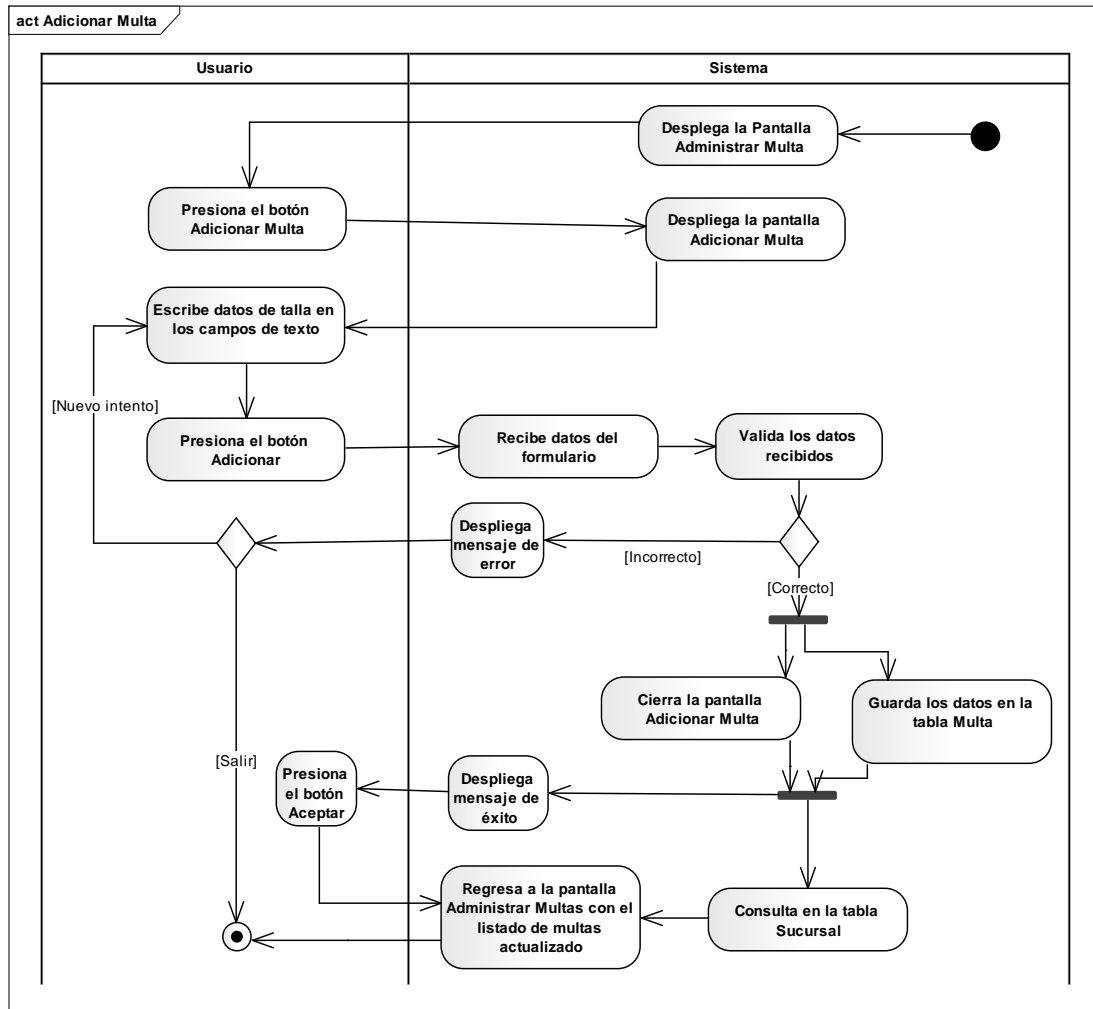 act Adicionar Multa
Usuario
Sistema
Desplega la Pantalla
Administrar Multa
Presiona el botón
Adicionar Multa
Despliega la pantalla
Adicionar Multa
Escribe datos de talla en
los campos de texto
[Nuevo intento]
Presiona el botón
Adicionar
Recibe datos del
formulario
Valida los datos
recibidos
Despliega
mensaje de
error
[Incorrecto]
[Correcto]
Cierra la pantalla
Adicionar Multa
Guarda los datos en la
tabla Multa
[Salir]
Presiona
el botón
Aceptar
Despliega
mensaje de
éxito
Regresa a la pantalla
Administrar Multas con el
listado de multas
actualizado
Consulta en la tabla
Sucursal